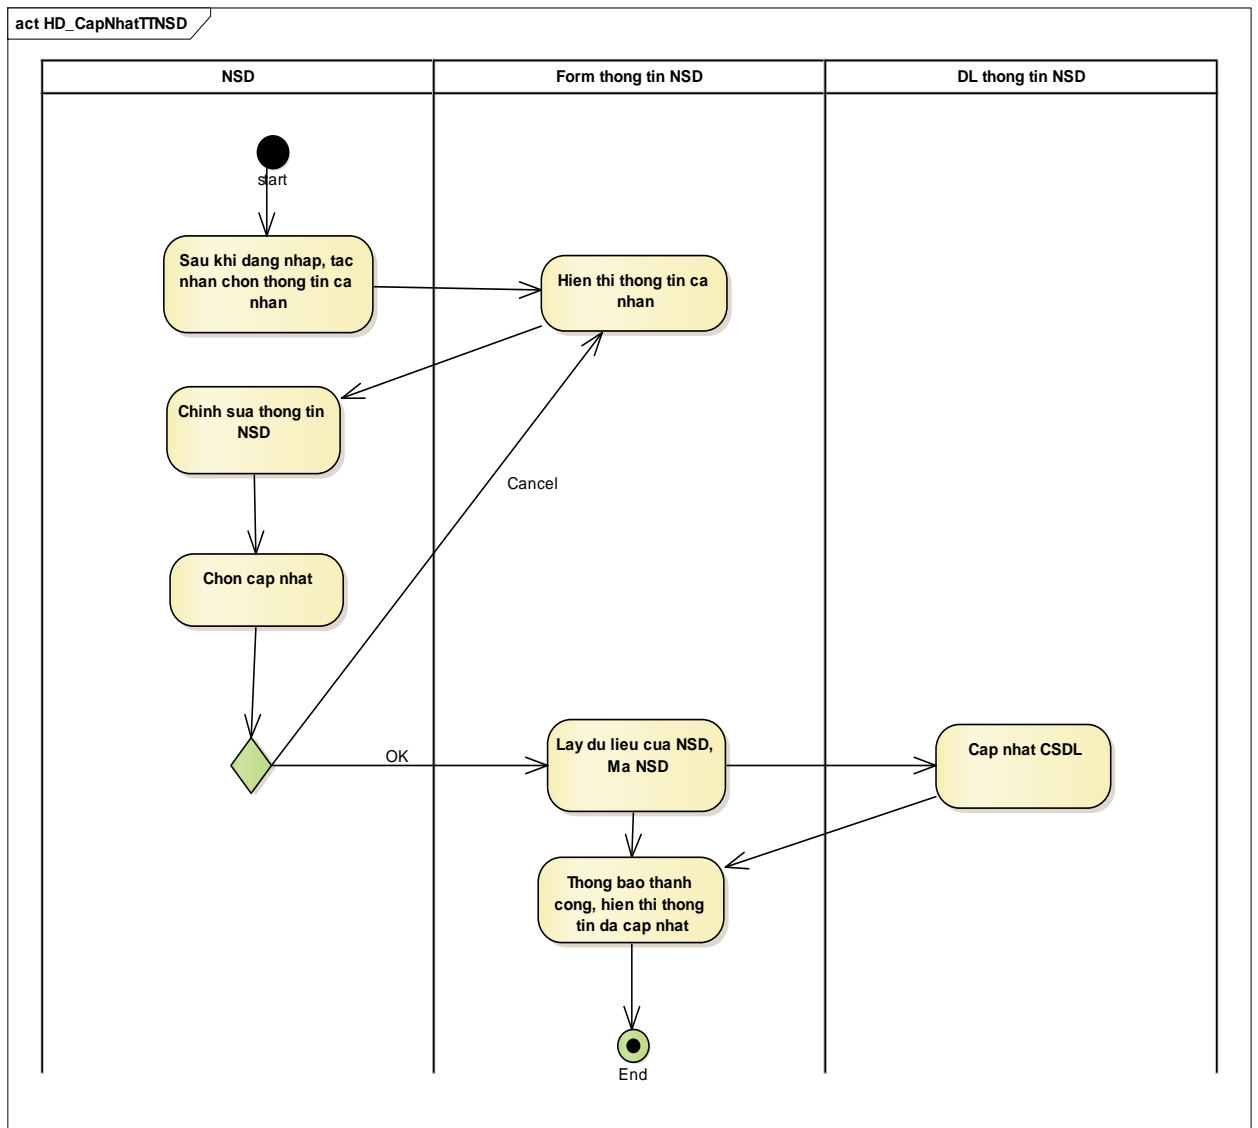 act HD_CapNhatTTNSD
NSD
Form thong tin NSD
DL thong tin NSD
start
Sau khi dang nhap, tac
nhan chon thong tin ca
nhan
Hien thi thong tin ca
nhan
Chinh sua thong tin
NSD
Cancel
Chon cap nhat
OK
Lay du lieu cua NSD,
Ma NSD
Cap nhat CSDL
Thong bao thanh
cong, hien thi thong
tin da cap nhat
End